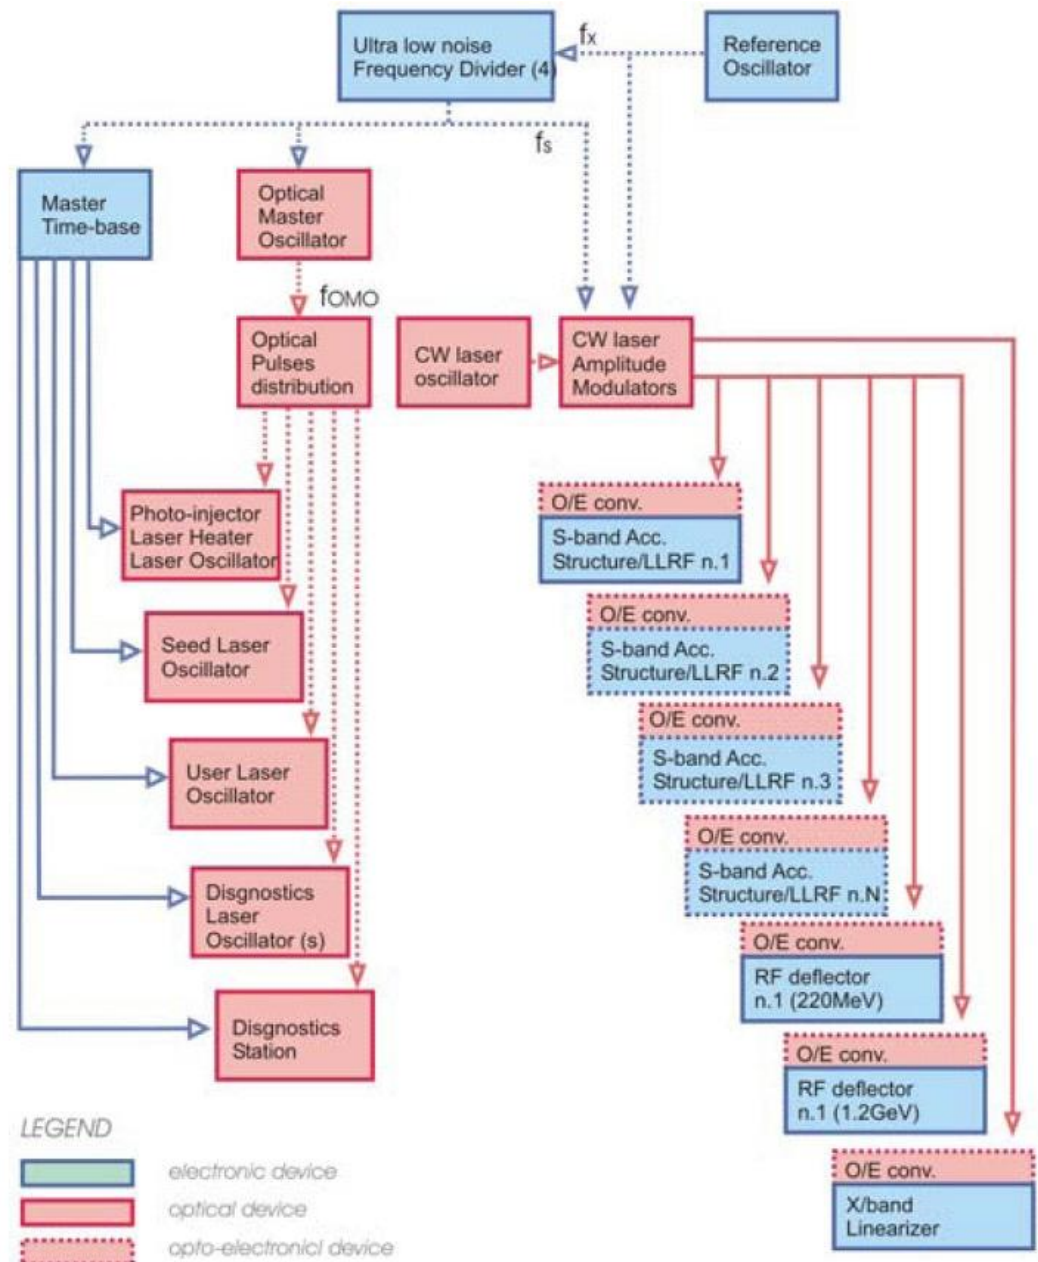 Ultra low noise
Frequency Divider (4)
fx
Reference
Oscillator
fs
Master
Time-base
Optical
Master
Oscillator
fOMO
Optical
Pulses
distribution
CW laser
oscillator
CW laser
Amplitude
Modulators
Photo-injector
Laser Heater
Laser Oscillator
Seed Laser
Oscillator
User Laser
Oscillator
Disgnostics
Laser
Oscillator (s)
Disgnostics
Station
O/E conv.
S-band Acc.
Structure/LLRF n.1
O/E conv.
S-band Acc.
Structure/LLRF n.2
O/E conv.
S-band Acc.
Structure/LLRF n.3
O/E conv.
S-band Acc.
Structure/LLRF n.N
O/E conv.
RF deflector
n.1 (220MeV)
O/E conv.
RF deflector
n.1 (1.2GeV)
O/E conv.
X/band
Linearizer
LEGEND
electronic device
optical device
opto-electronicl device